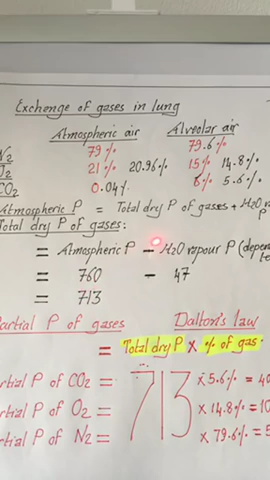 Exchange of gases in lung
Atmospheric air Alveolar air
N2 79% 79.6%
O2 21% 20.96% 15% 14.8%
CO2 0.04% 6% 5.6%
Atmospheric P = Total dry P of gases + H2O
P
Total dry P of gases:
= Atmospheric P - H2O vapour P (depen
te
= 760 - 47
= 713
Partial P of gases Dalton's law
= Total dry P x % of gas.
Partial P of CO2 = 713 x 5.6% = 40
Partial P of O2 = x 14.8% = 10
Partial P of N2 = x 79.6% = 5